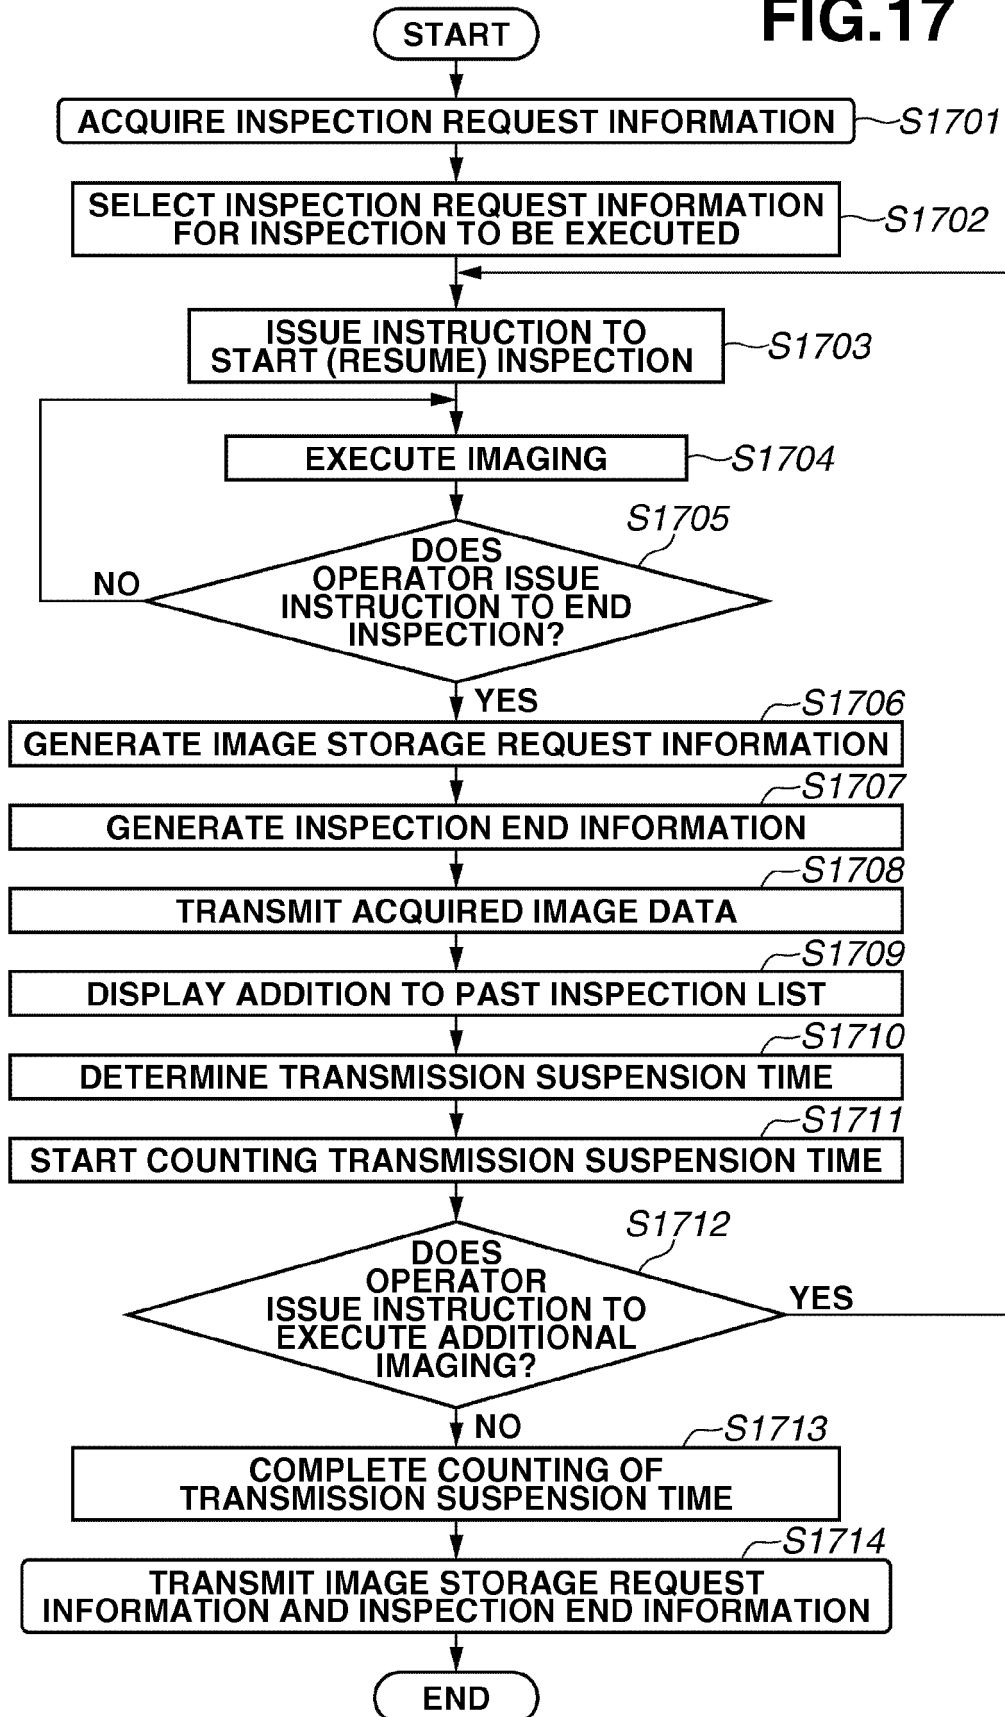 FIG.17
START
ACQUIRE INSPECTION REQUEST INFORMATION
S1701
SELECT INSPECTION REQUEST INFORMATION
FOR INSPECTION TO BE EXECUTED
S1702
ISSUE INSTRUCTION TO
START (RESUME) INSPECTION
S1703
EXECUTE IMAGING
S1704
S1705
DOES
OPERATOR ISSUE
INSTRUCTION TO END
INSPECTION?
NO
YES
S1706
GENERATE IMAGE STORAGE REQUEST INFORMATION
S1707
GENERATE INSPECTION END INFORMATION
S1708
TRANSMIT ACQUIRED IMAGE DATA
S1709
DISPLAY ADDITION TO PAST INSPECTION LIST
S1710
DETERMINE TRANSMISSION SUSPENSION TIME
S1711
START COUNTING TRANSMISSION SUSPENSION TIME
S1712
DOES
OPERATOR
ISSUE INSTRUCTION TO
EXECUTE ADDITIONAL
IMAGING?
YES
NO
S1713
COMPLETE COUNTING OF
TRANSMISSION SUSPENSION TIME
S1714
TRANSMIT IMAGE STORAGE REQUEST
INFORMATION AND INSPECTION END INFORMATION
END